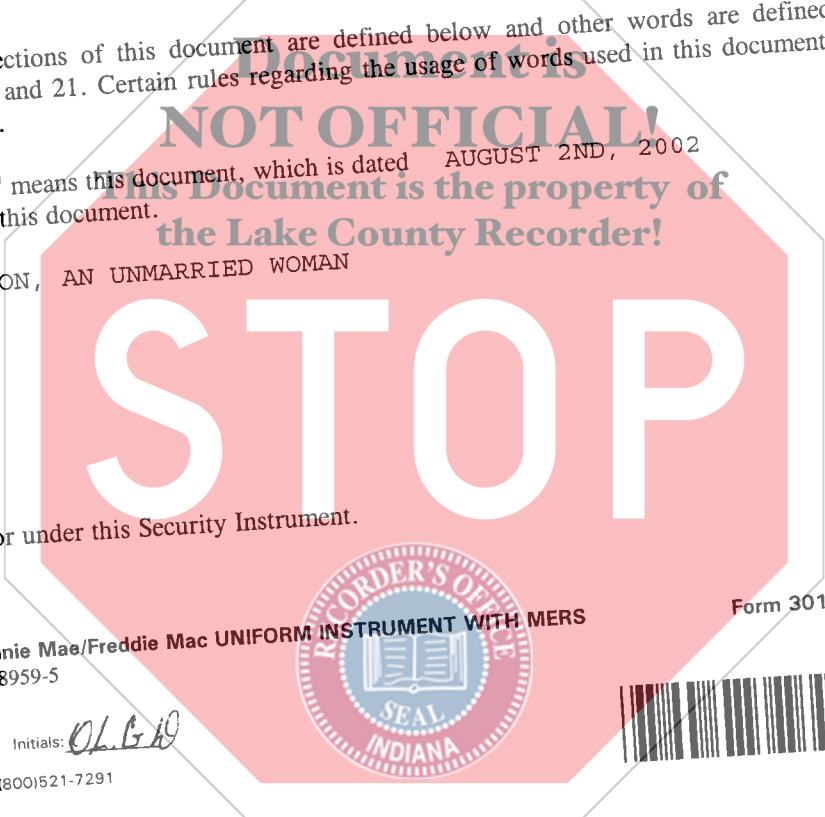 ections of this document are defined below and other words are defined
and 21. Certain rules regarding the usage of words used in this document
.
Document is
NOT OFFICIAL!
" means this document, which is dated AUGUST 2ND, 2002
This Document is the property of
this document.
the Lake County Recorder!
ON, AN UNMARRIED WOMAN
STOP
or under this Security Instrument.
RECORDER'S OFFICE
SEAL
INDIANA
nie Mae/Freddie Mac UNIFORM INSTRUMENT WITH MERS
Form 301
8959-5
Initials:
(800)521-7291